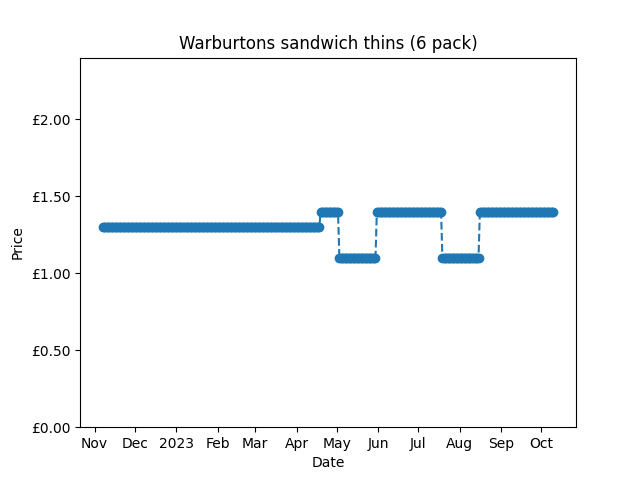 Warburtons sandwich thins (6 pack)
£2.00
£1.50
£1.00
£0.50
£0.00
Price
Nov Dec 2023 Feb Mar Apr May Jun Jul Aug Sep Oct
Date